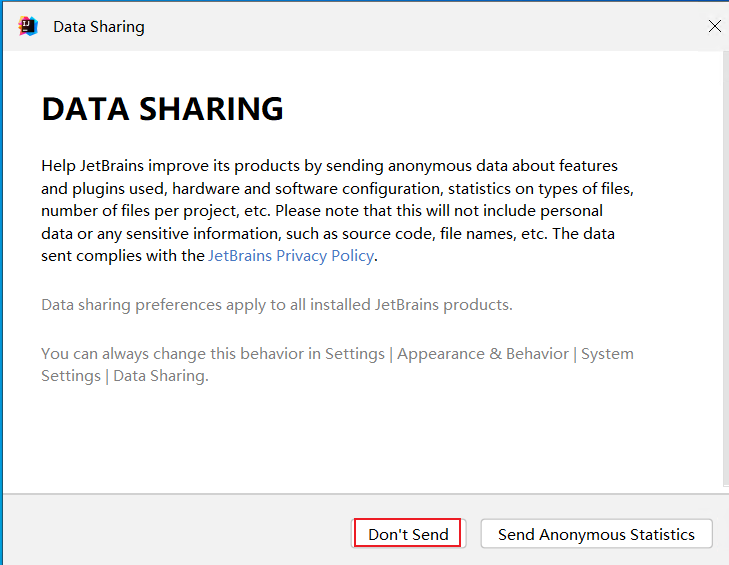 Data Sharing
DATA SHARING
Help JetBrains improve its products by sending anonymous data about features
and plugins used, hardware and software configuration, statistics on types of files,
number of files per project, etc. Please note that this will not include personal
data or any sensitive information, such as source code, file names, etc. The data
sent complies with the JetBrains Privacy Policy.
Data sharing preferences apply to all installed JetBrains products.
You can always change this behavior in Settings | Appearance & Behavior | System
Settings | Data Sharing.
Don't Send Send Anonymous Statistics